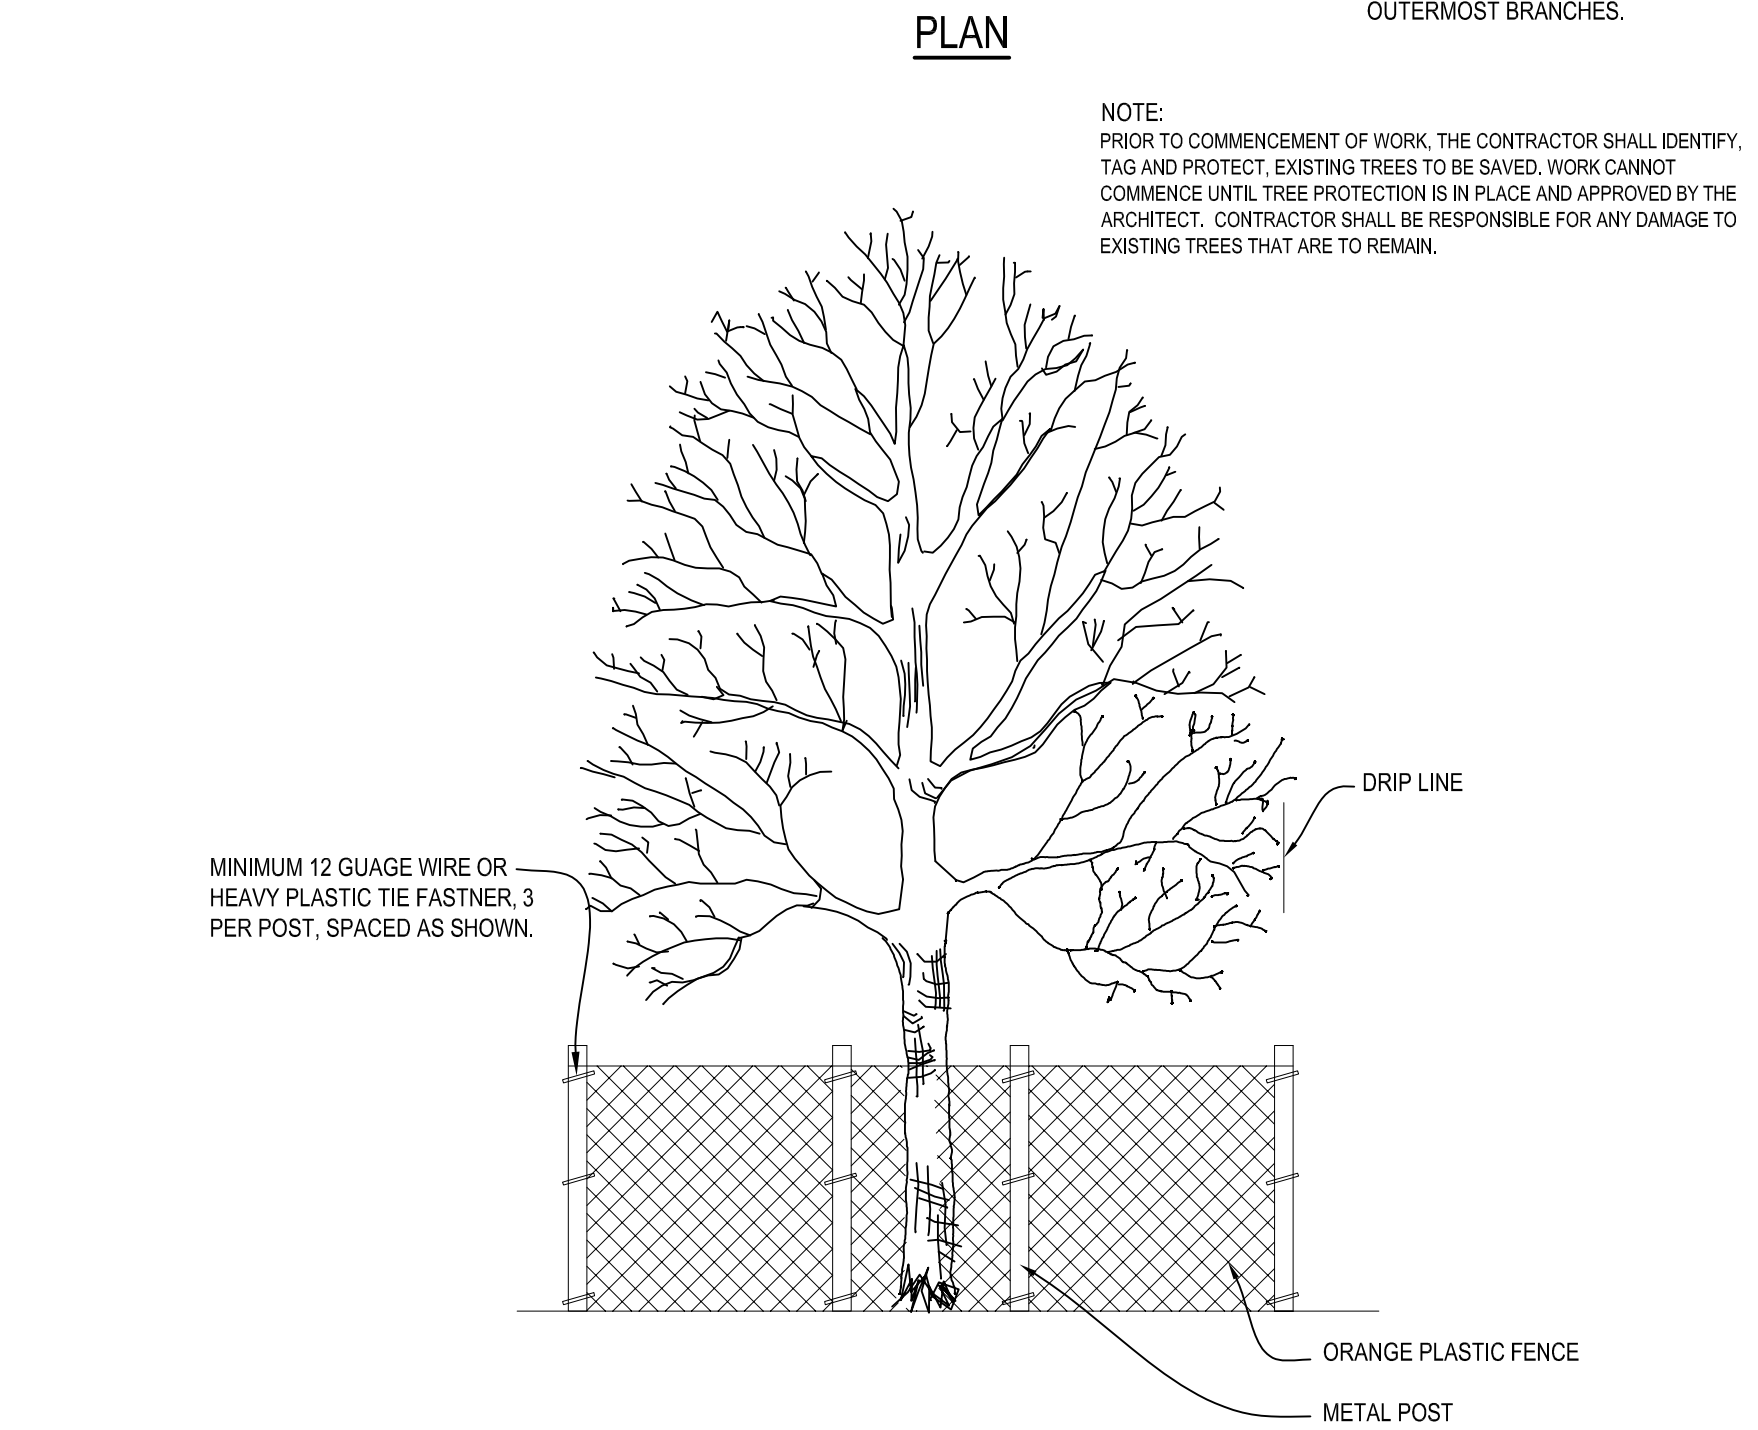 OUTERMOST BRANCHES.
PLAN
NOTE:
PRIOR TO COMMENCEMENT OF WORK, THE CONTRACTOR SHALL IDENTIFY,
TAG AND PROTECT, EXISTING TREES TO BE SAVED. WORK CANNOT
COMMENCE UNTIL TREE PROTECTION IS IN PLACE AND APPROVED BY THE
ARCHITECT. CONTRACTOR SHALL BE RESPONSIBLE FOR ANY DAMAGE TO
EXISTING TREES THAT ARE TO REMAIN.
DRIP LINE
MINIMUM 12 GUAGE WIRE OR
HEAVY PLASTIC TIE FASTNER, 3
PER POST, SPACED AS SHOWN.
ORANGE PLASTIC FENCE
METAL POST